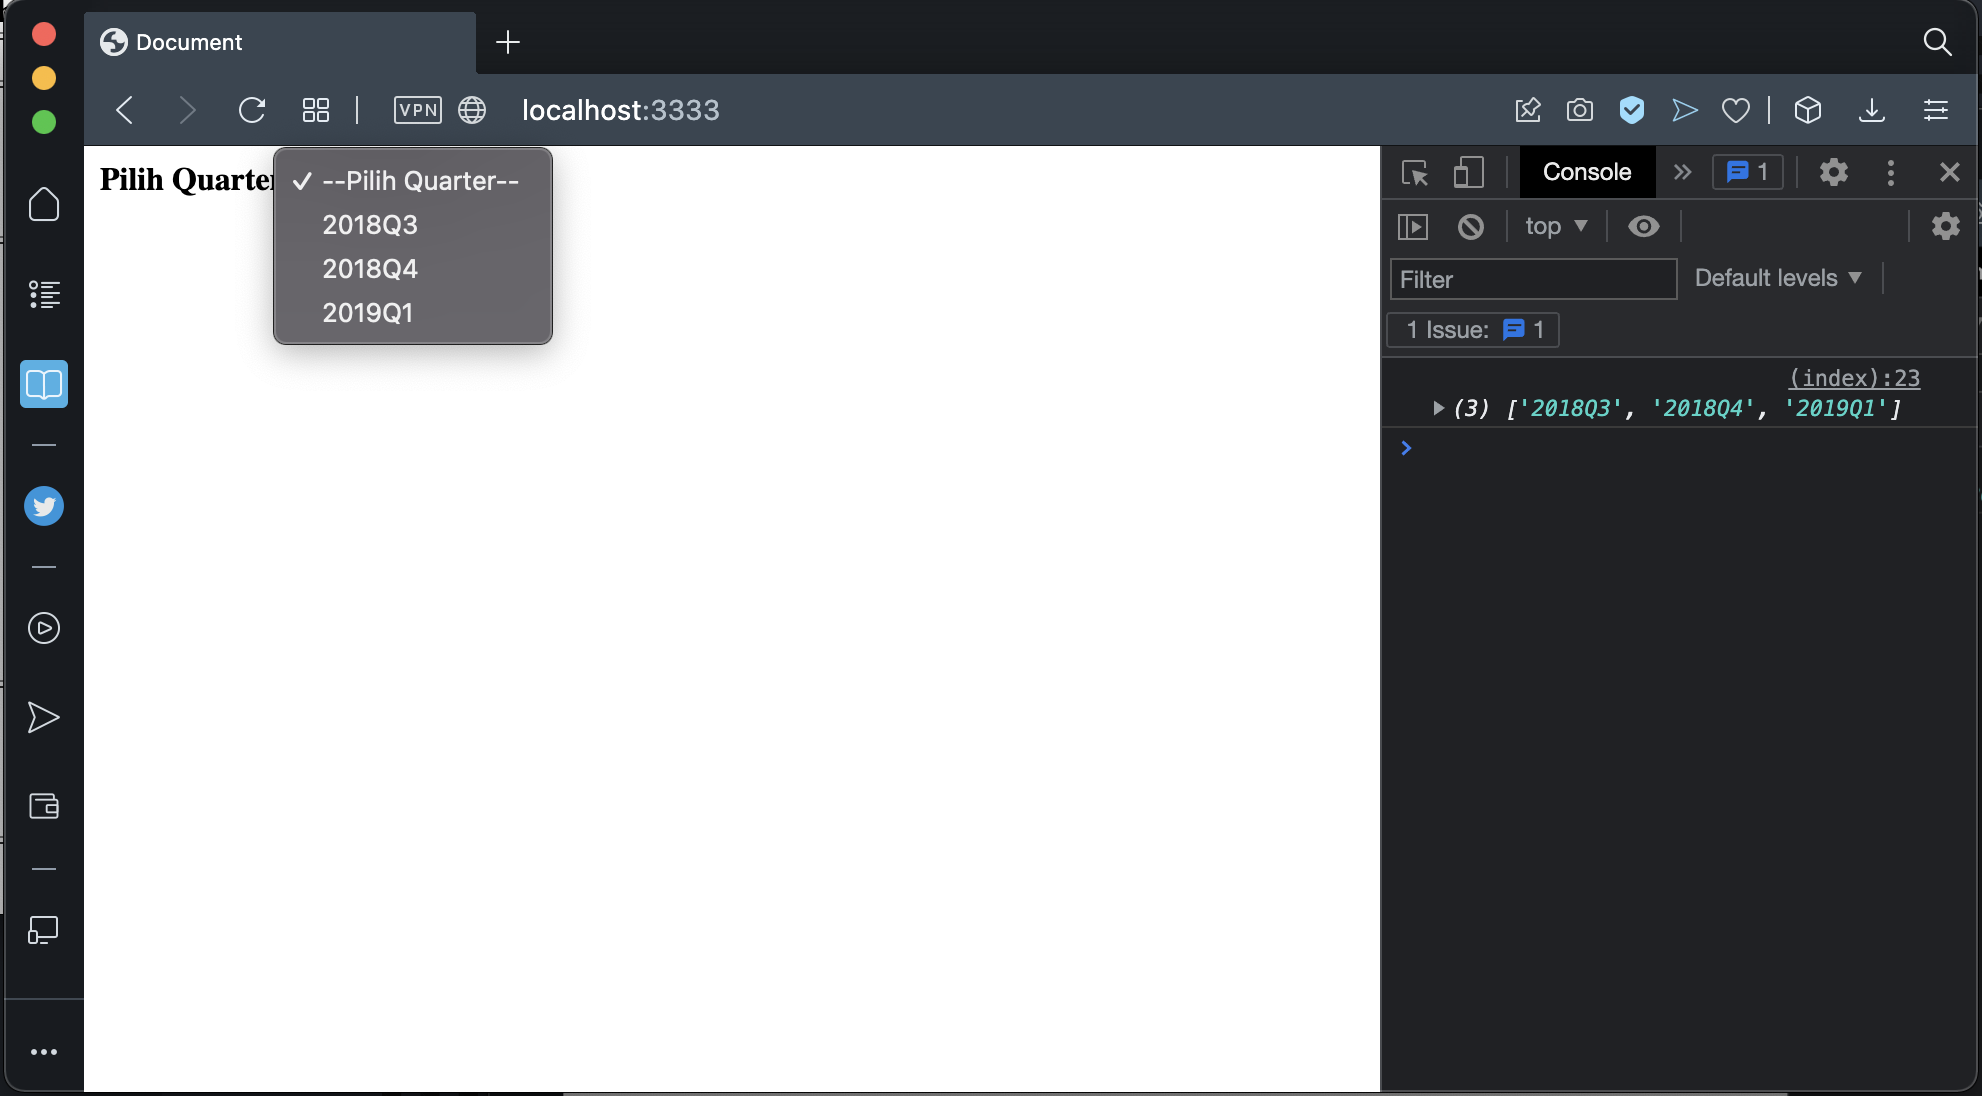 Document
VPN
localhost:3333
Pilih Quarter
✓ --Pilih Quarter--
2018Q3
2018Q4
2019Q1
Console
1
top
Filter
Default levels
1 Issue: 1
(index):23
(3) ['2018Q3', '2018Q4', '2019Q1']